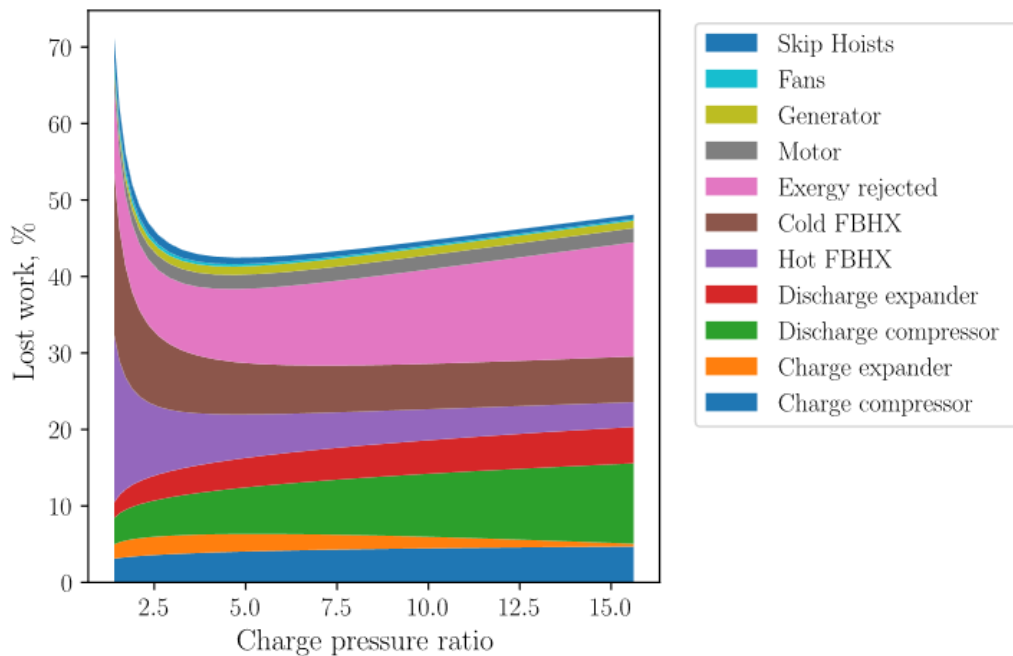 70
60
50
40
30
20
10
0
Lost work, %
2.5 5.0 7.5 10.0 12.5 15.0
Charge pressure ratio
Skip Hoists
Fans
Generator
Motor
Exergy rejected
Cold FBHX
Hot FBHX
Discharge expander
Discharge compressor
Charge expander
Charge compressor